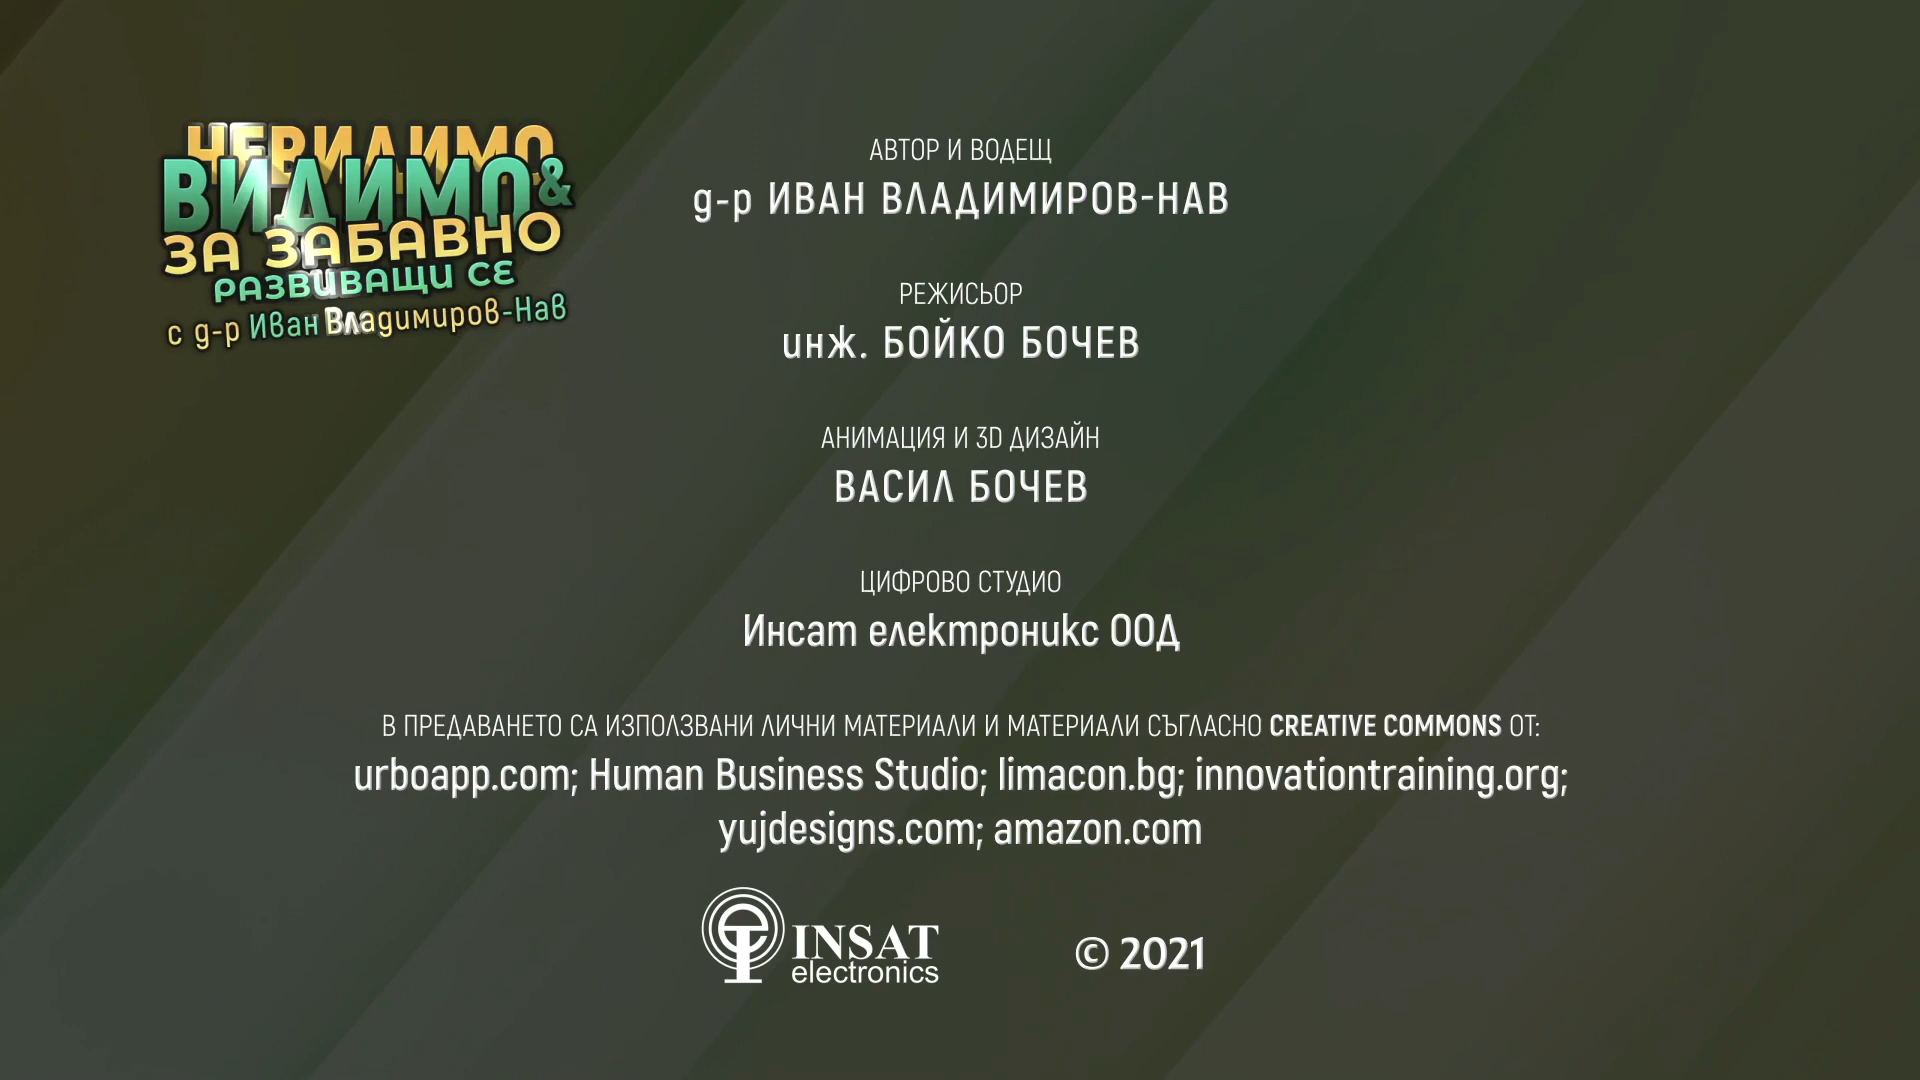 НЕВИДИМО
ВИДИМО &
ЗА ЗАБАВНО
РАЗВИВАЩИ СЕ
с д-р Иван Владимиров-Нав
АВТОР И ВОДЕЩ
д-р ИВАН ВЛАДИМИРОВ-НАВ
РЕЖИСЬОР
инж. БОЙКО БОЧЕВ
АНИМАЦИЯ И 3D ДИЗАЙН
ВАСИЛ БОЧЕВ
ЦИФРОВО СТУДИО
Инсат електроникс ООД
В ПРЕДАВАНЕТО СА ИЗПОЛЗВАНИ ЛИЧНИ МАТЕРИАЛИ И МАТЕРИАЛИ СЪГЛАСНО CREATIVE COMMONS ОТ:
urboapp.com; Human Business Studio; limacon.bg; innovationtraining.org;
yujdesigns.com; amazon.com
INSAT
electronics
© 2021